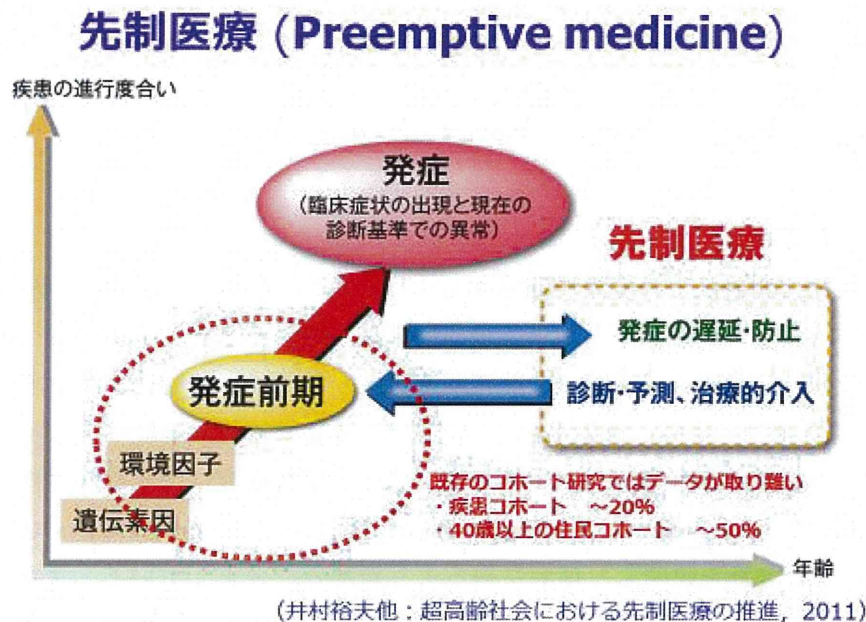 先制医療 (Preemptive medicine)
疾患の進行度合い
発症
(臨床症状の出現と現在の
診断基準での異常)
先制医療
発症の遅延・防止
発症前期
診断・予測、治療的介入
環境因子
既存のコホート研究ではデータが取り難い
・疾患コホート ～20%
遺伝素因
・40歳以上の住民コホート ～50%
年齢
(井村裕夫他：超高齢社会における先制医療の推進, 2011)